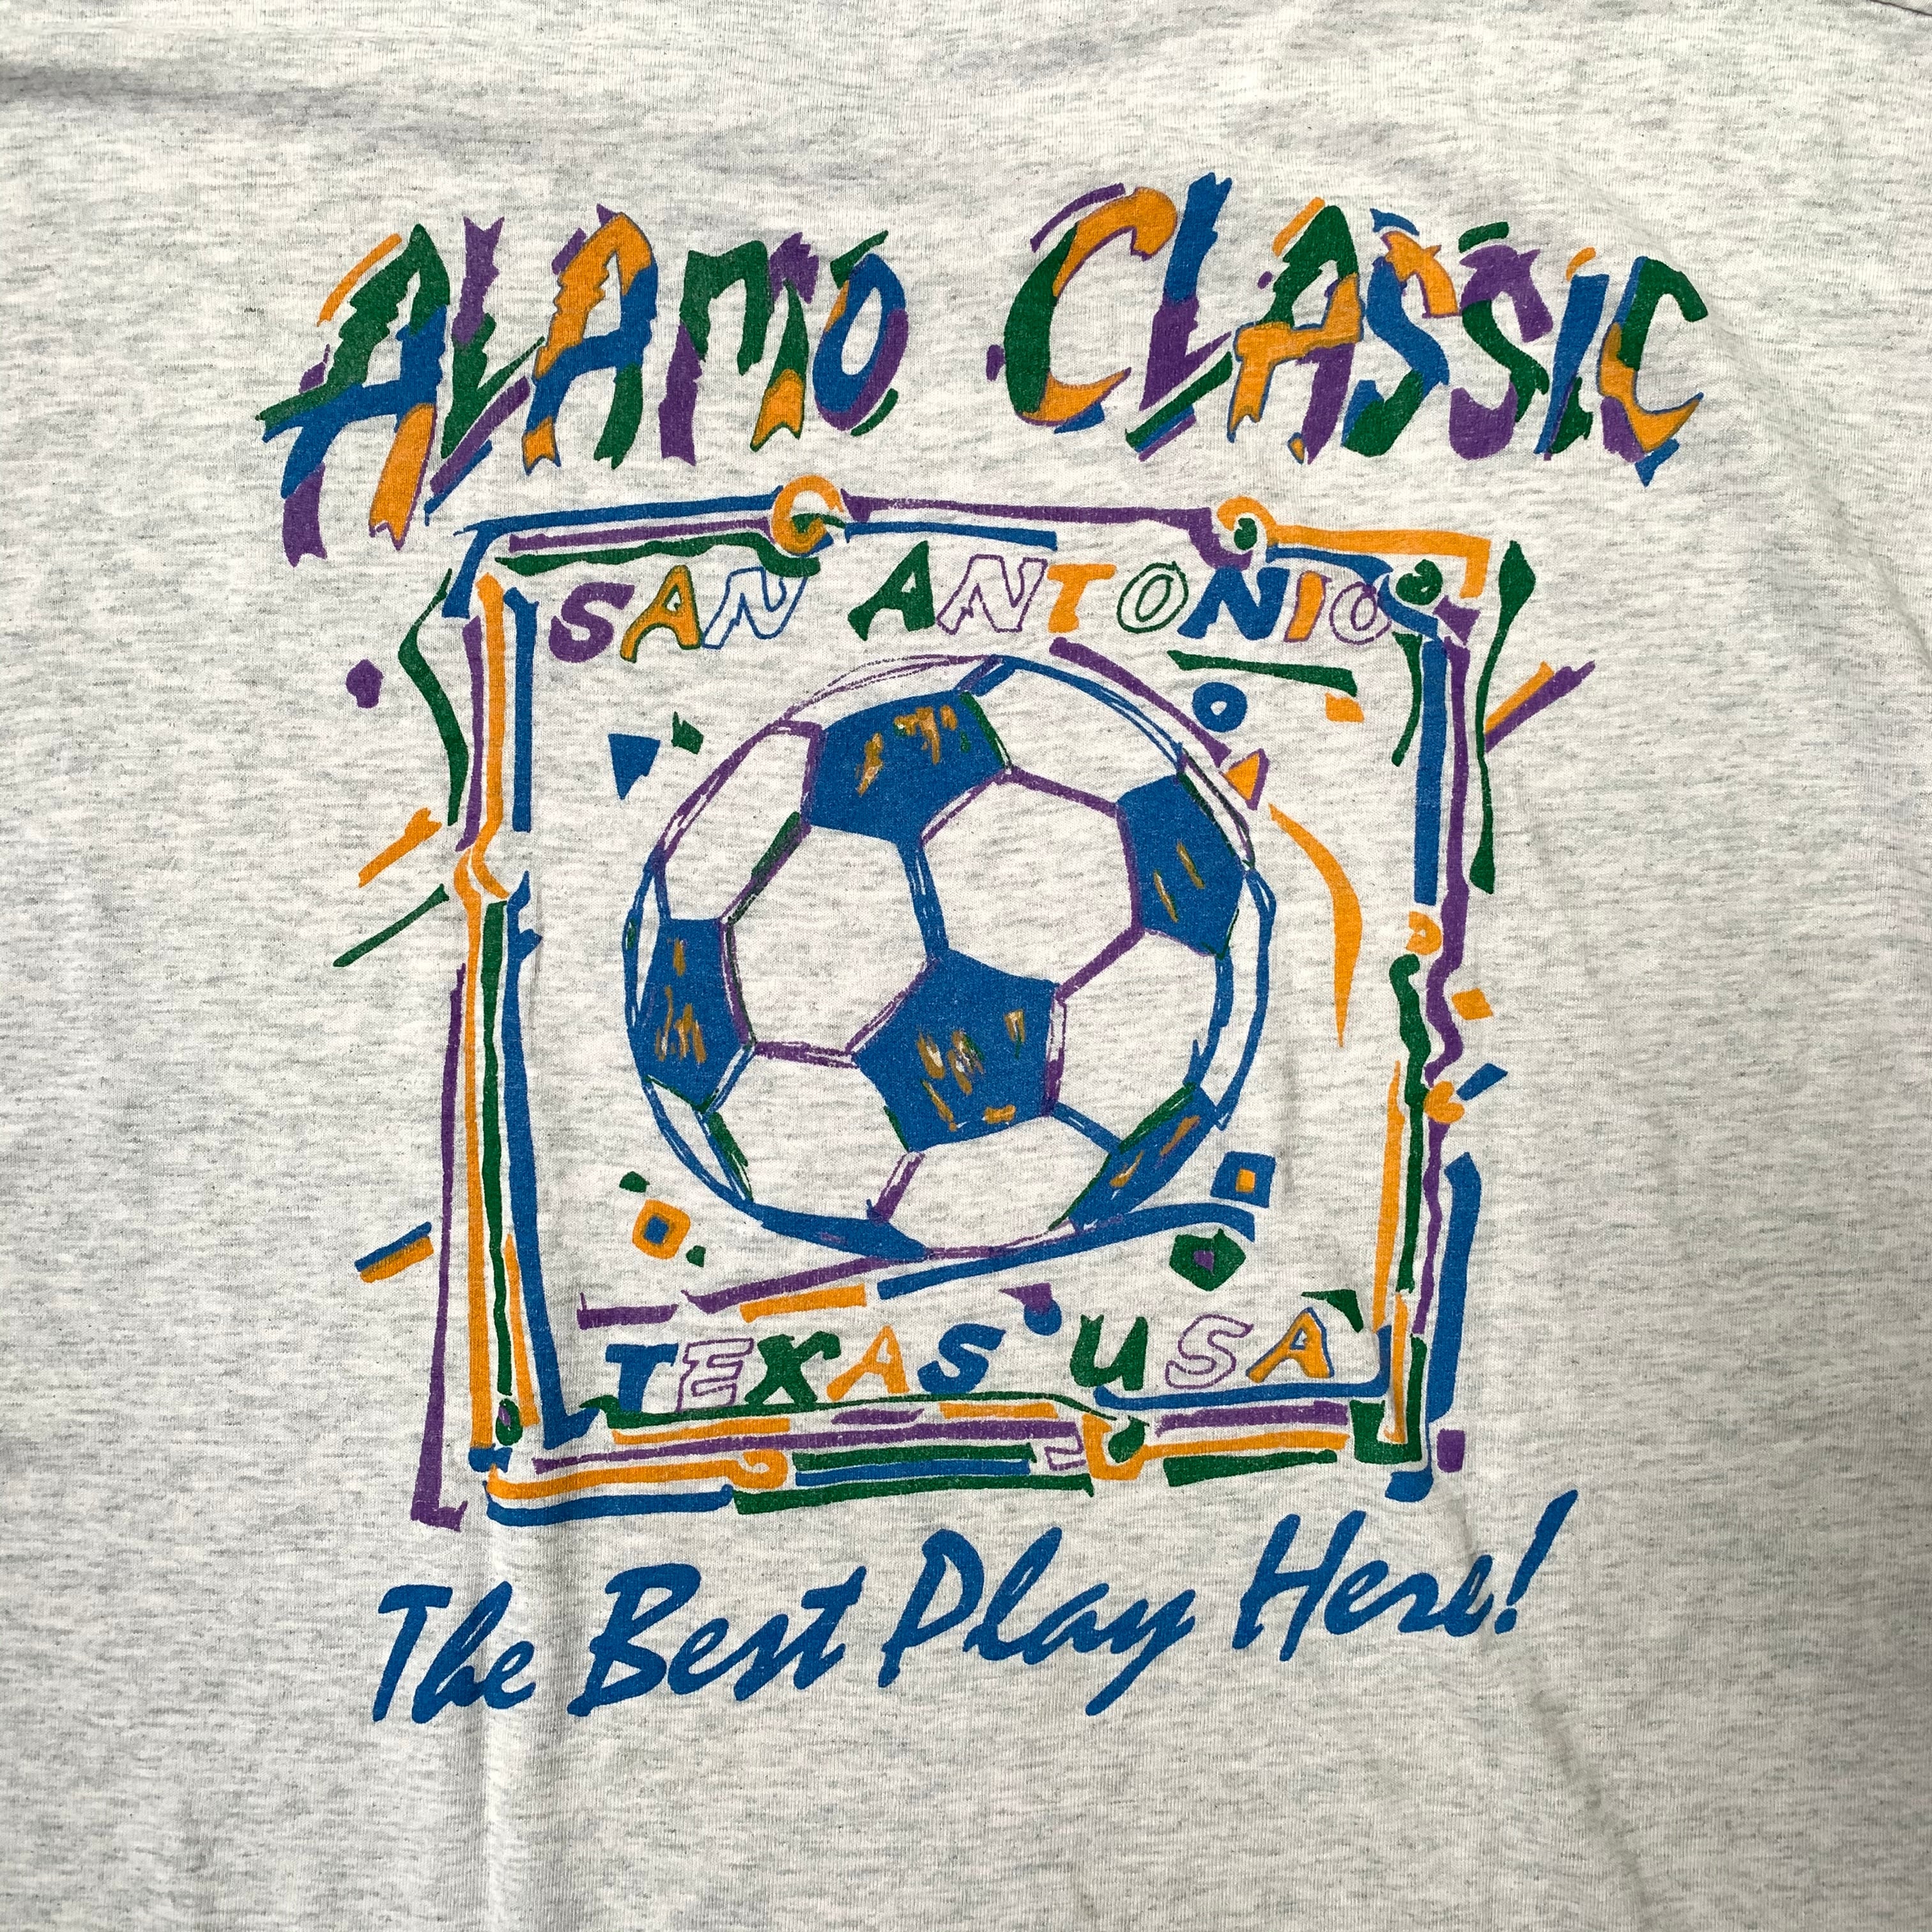 ALAMO CLASSIC
SAN ANTONIO
TEXAS USA
The Best Play Here!